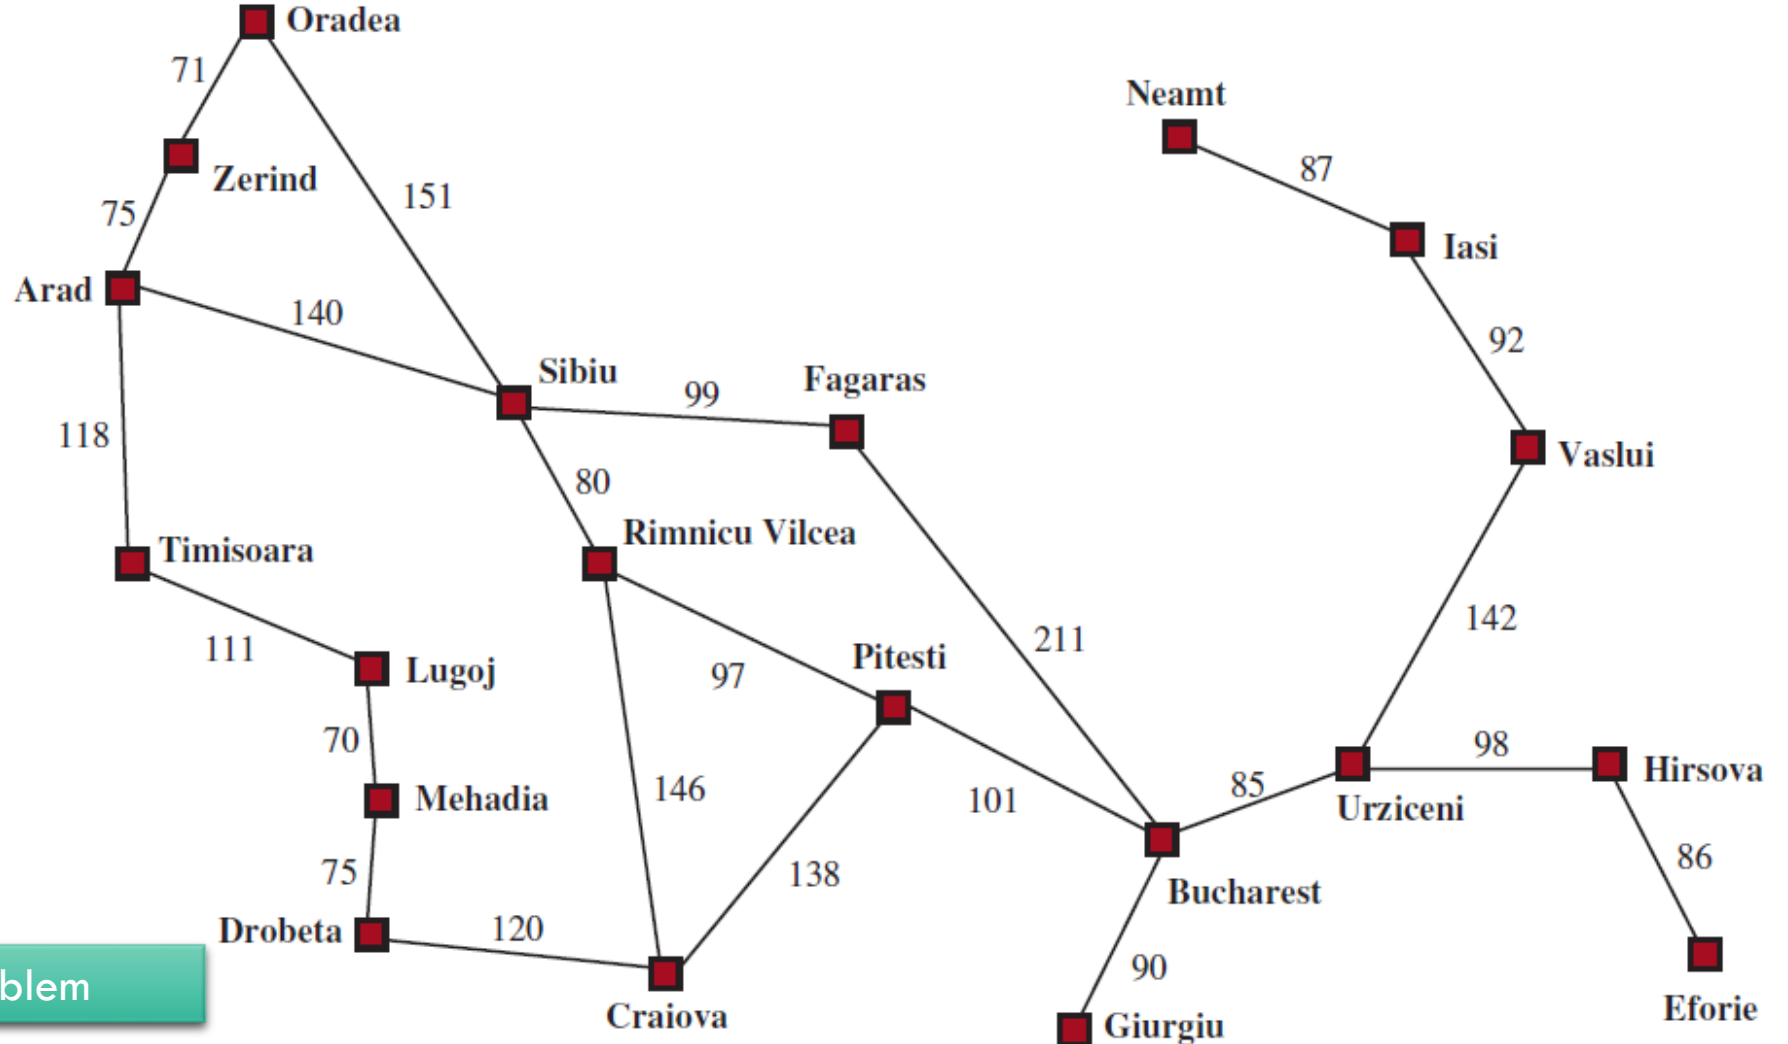 Oradea
71
Neamt
87
Zerind
151
75
Iasi
Arad
140
92
Sibiu
Fagaras
99
118
Vaslui
80
Rimnicu Vilcea
Timisoara
142
211
111
Lugoj
97
Pitesti
70
98
Hirsova
Mehadia
146
101
85
Urziceni
75
138
86
Bucharest
Drobeta
120
90
blem
Craiova
Giurgiu
Eforie